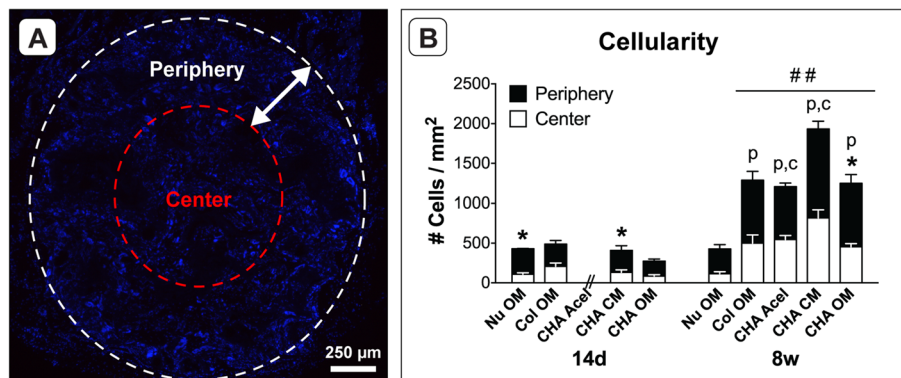 A
Periphery
Center
250 µm
B
Cellularity
# Cells / mm²
2500
2000
1500
1000
500
0
Periphery
Center
##
*
*
p
p,c
p,c
p
*
Nu OM
Col OM
CHA Acel
//
CHA CM
CHA OM
Nu OM
Col OM
CHA Acel
CHA CM
CHA OM
14d
8w